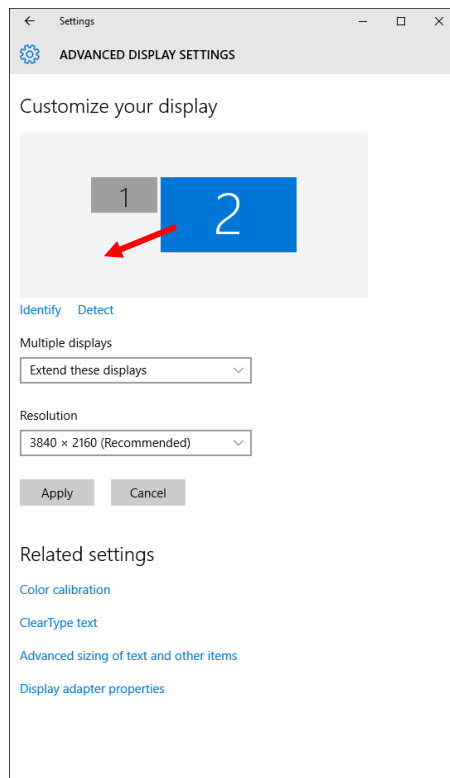 Settings
ADVANCED DISPLAY SETTINGS
Customize your display
1
2
Identify Detect
Multiple displays
Extend these displays
Resolution
3840 × 2160 (Recommended)
Apply Cancel
Related settings
Color calibration
ClearType text
Advanced sizing of text and other items
Display adapter properties